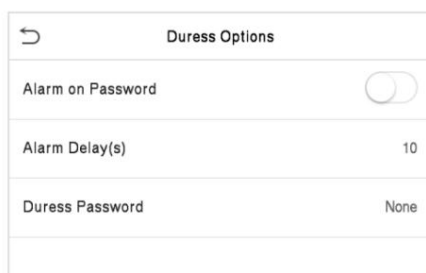 Duress Options
Alarm on Password
Alarm Delay(s) 10
Duress Password None